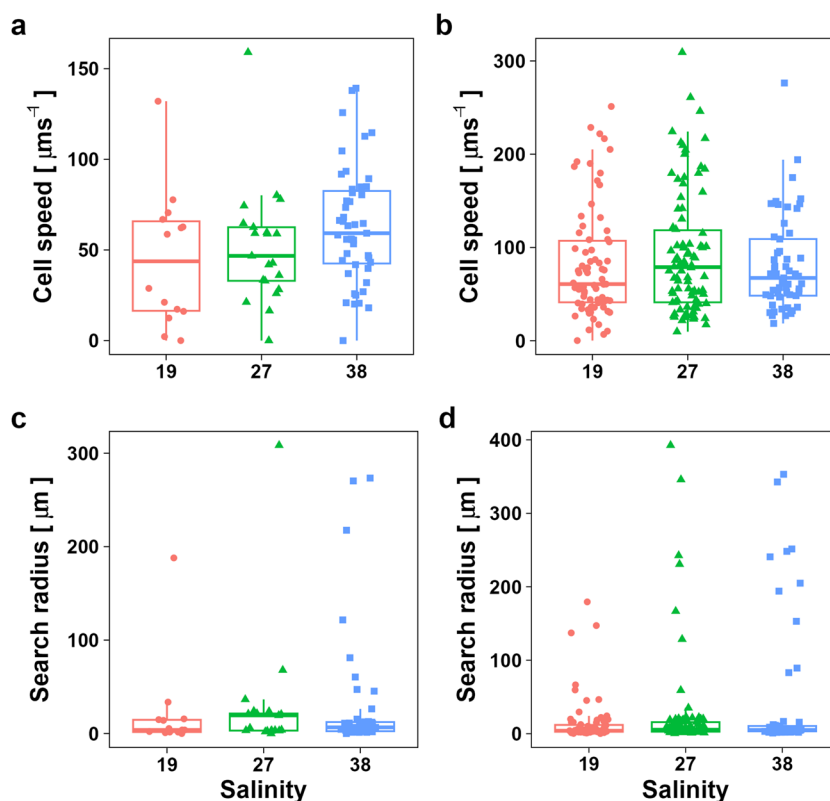 a
b
Cell speed [ μms⁻¹ ]
150
100
50
0
19
27
38
Cell speed [ μms⁻¹ ]
300
200
100
0
19
27
38
c
d
Search radius [ μm ]
300
200
100
0
19
27
38
Salinity
Search radius [ μm ]
400
300
200
100
0
19
27
38
Salinity